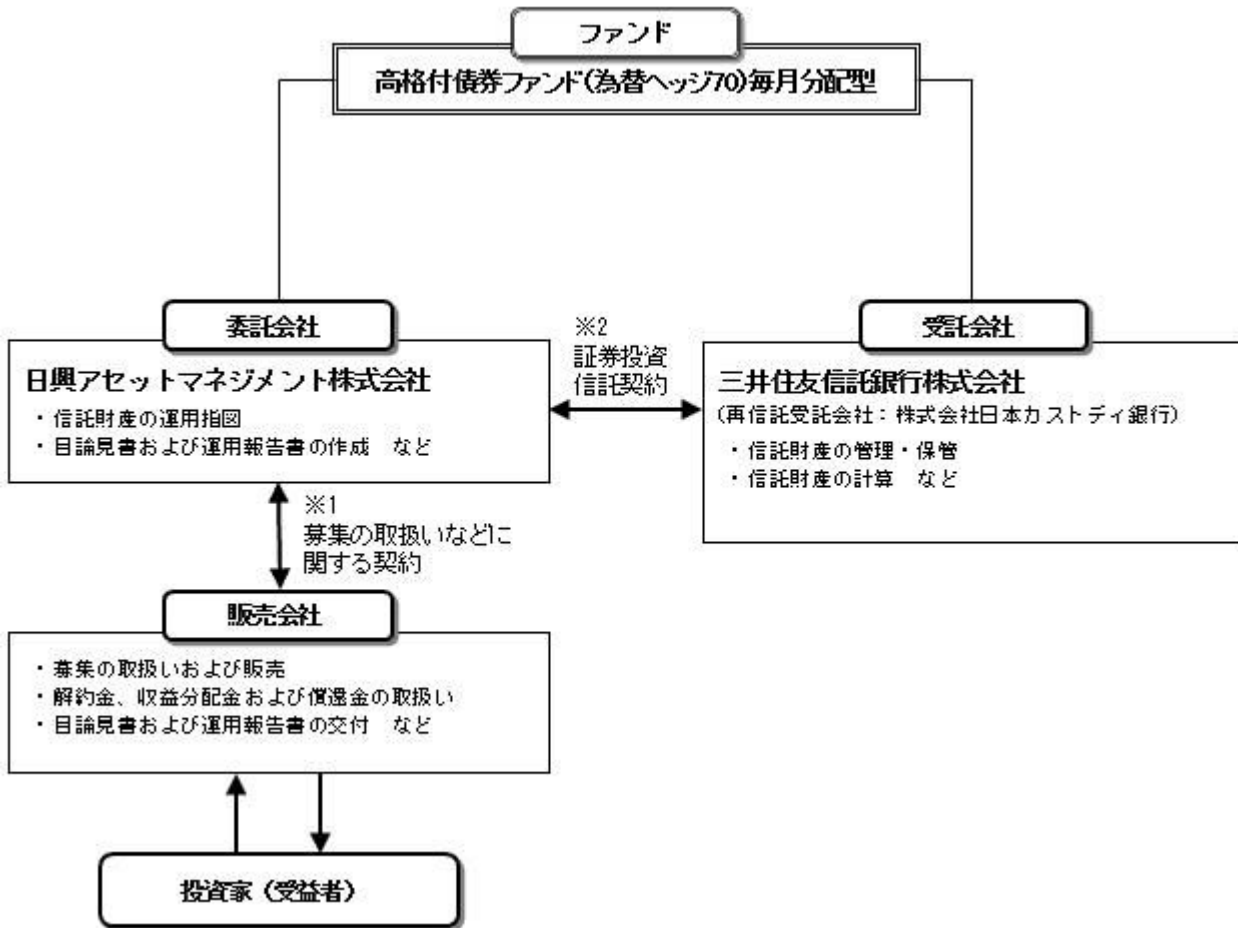 ファンド
高格付債券ファンド(為替ヘッジ70)毎月分配型
委託会社
日興アセットマネジメント株式会社
・信託財産の運用指図
・目論見書および運用報告書の作成　など
※2
証券投資
信託契約
受託会社
三井住友信託銀行株式会社
(再信託受託会社：株式会社日本カストディ銀行)
・信託財産の管理・保管
・信託財産の計算　など
※1
募集の取扱いなどに
関する契約
販売会社
・募集の取扱いおよび販売
・解約金、収益分配金および償還金の取扱い
・目論見書および運用報告書の交付　など
投資家（受益者）